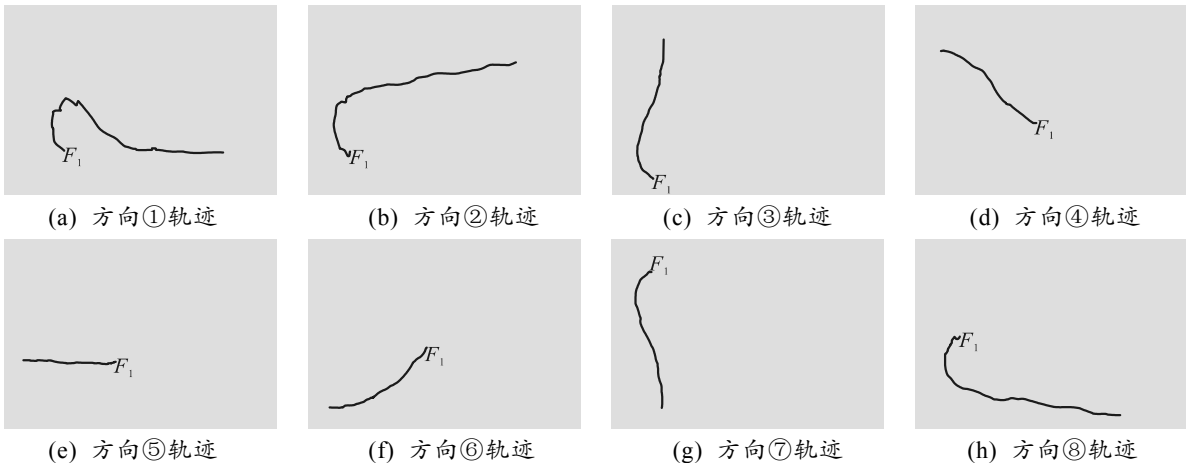 F₁
F₁
F₁
F₁
(a) 方向①轨迹
(b) 方向②轨迹
(c) 方向③轨迹
(d) 方向④轨迹
F₁
F₁
F₁
F₁
(e) 方向⑤轨迹
(f) 方向⑥轨迹
(g) 方向⑦轨迹
(h) 方向⑧轨迹